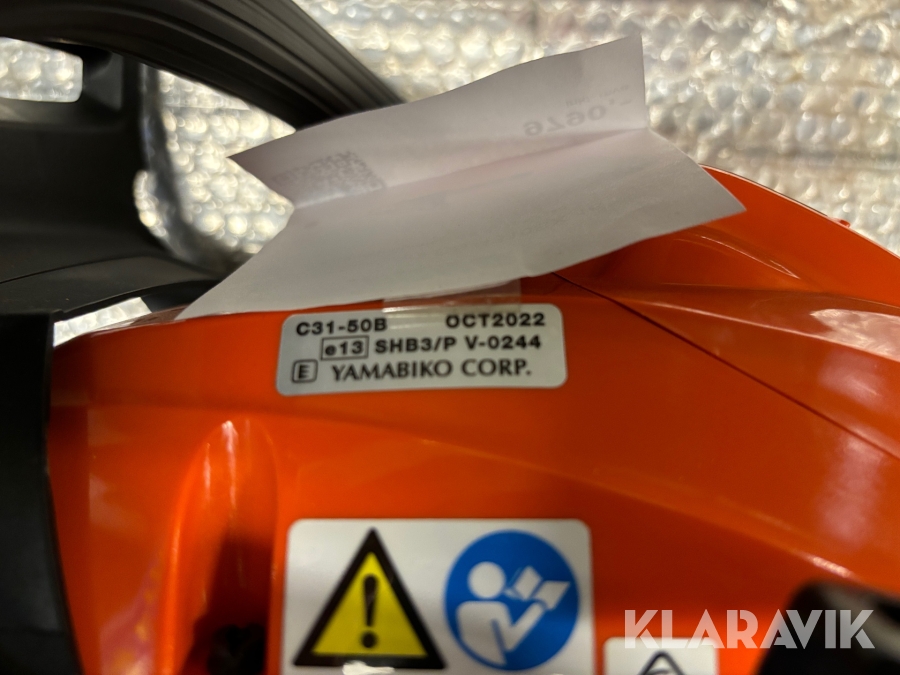 C31-50B OCT2022
e13 SHB3/P V-0244
E YAMABIKO CORP.
KLARAVIK